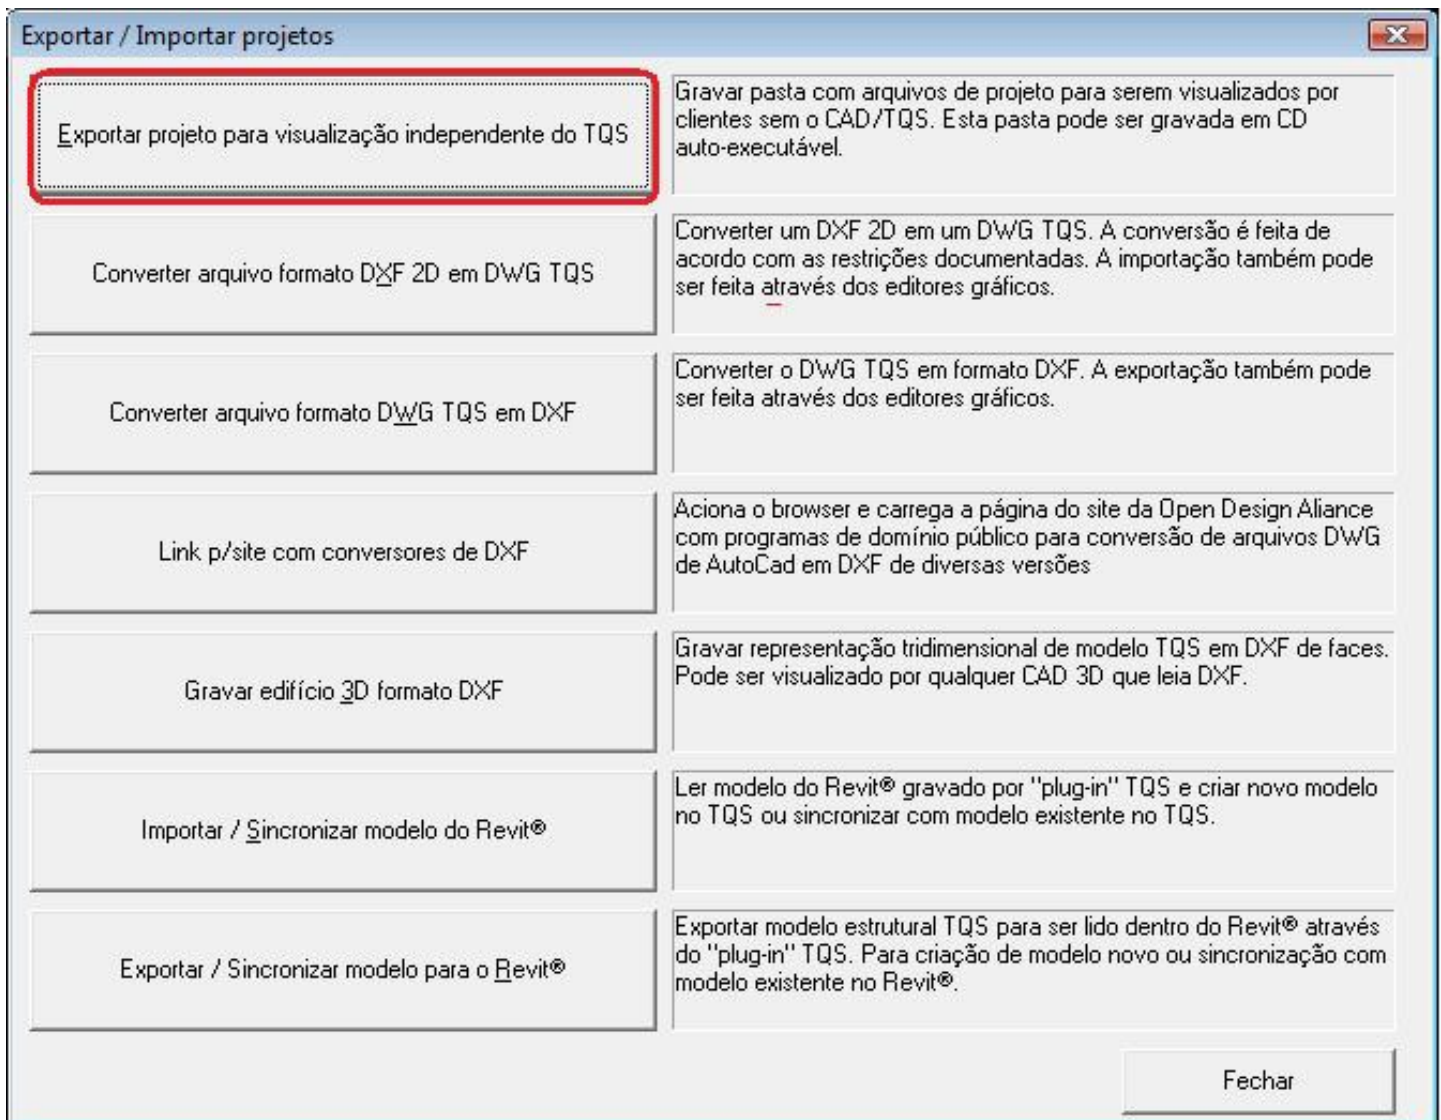 Exportar / Importar projetos
Exportar projeto para visualização independente do TQS
Gravar pasta com arquivos de projeto para serem visualizados por
clientes sem o CAD/TQS. Esta pasta pode ser gravada em CD
auto-executável.
Converter arquivo formato DXF 2D em DWG TQS
Converter um DXF 2D em um DWG TQS. A conversão é feita de
acordo com as restrições documentadas. A importação também pode
ser feita através dos editores gráficos.
Converter arquivo formato DWG TQS em DXF
Converter o DWG TQS em formato DXF. A exportação também pode
ser feita através dos editores gráficos.
Link p/site com conversores de DXF
Aciona o browser e carrega a página do site da Open Design Aliance
com programas de domínio público para conversão de arquivos DWG
de AutoCad em DXF de diversas versões
Gravar edifício 3D formato DXF
Gravar representação tridimensional de modelo TQS em DXF de faces.
Pode ser visualizado por qualquer CAD 3D que leia DXF.
Importar / Sincronizar modelo do Revit®
Ler modelo do Revit® gravado por "plug-in" TQS e criar novo modelo
no TQS ou sincronizar com modelo existente no TQS.
Exportar / Sincronizar modelo para o Revit®
Exportar modelo estrutural TQS para ser lido dentro do Revit® através
do "plug-in" TQS. Para criação de modelo novo ou sincronização com
modelo existente no Revit®.
Fechar